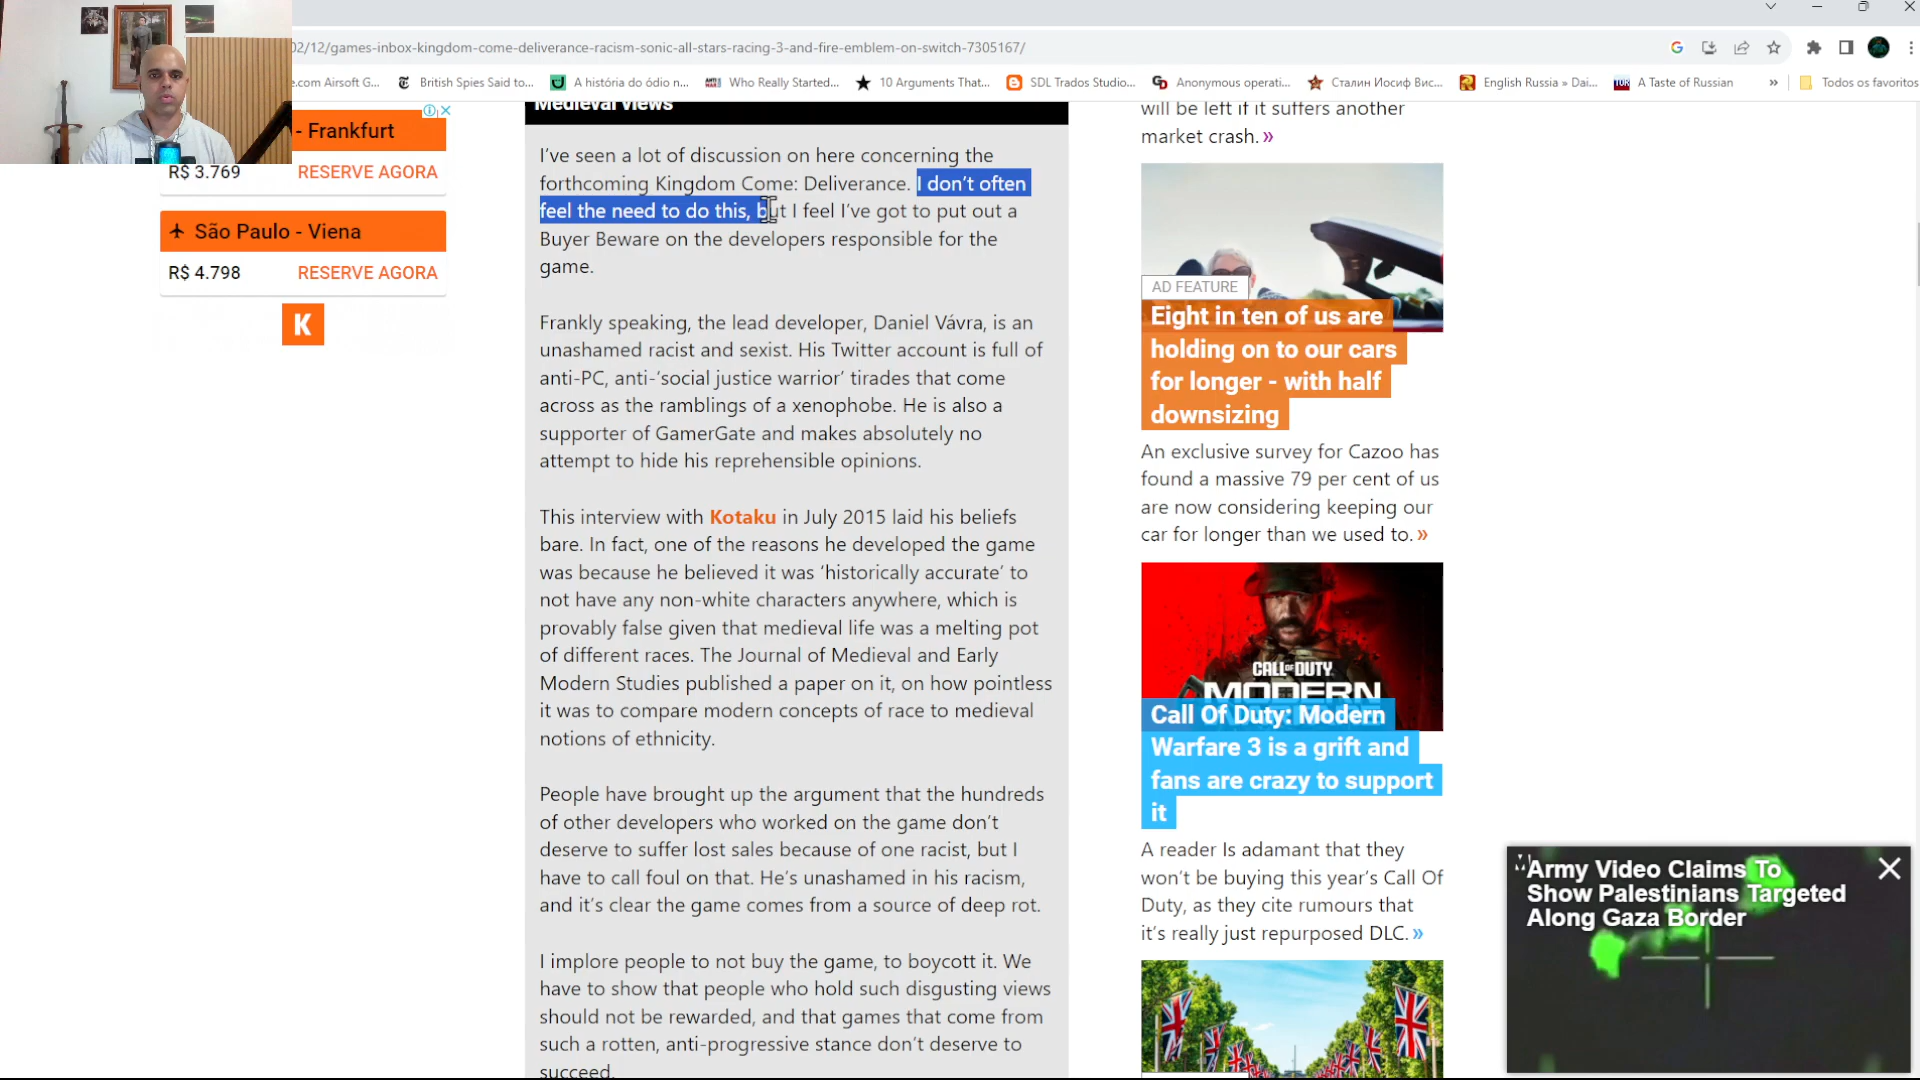 02/12/games-inbox-kingdom-come-deliverance-racism-sonic-all-stars-racing-3-and-fire-emblem-on-switch-7305167/
e.com Airsoft G...
British Spies Said to...
A história do ódio n...
Who Really Started...
10 Arguments That...
SDL Trados Studio...
Anonymous operati...
Сталин Иосиф Вис...
English Russia » Dai...
A Taste of Russian
»
Todos os favoritos
- Frankfurt
R$ 3.769
RESERVE AGORA
São Paulo - Viena
R$ 4.798
RESERVE AGORA
K
Medieval views
I've seen a lot of discussion on here concerning the
forthcoming Kingdom Come: Deliverance. I don't often
feel the need to do this, but I feel I've got to put out a
Buyer Beware on the developers responsible for the
game.
Frankly speaking, the lead developer, Daniel Vávra, is an
unashamed racist and sexist. His Twitter account is full of
anti-PC, anti-‘social justice warrior’ tirades that come
across as the ramblings of a xenophobe. He is also a
supporter of GamerGate and makes absolutely no
attempt to hide his reprehensible opinions.
This interview with Kotaku in July 2015 laid his beliefs
bare. In fact, one of the reasons he developed the game
was because he believed it was ‘historically accurate’ to
not have any non-white characters anywhere, which is
provably false given that medieval life was a melting pot
of different races. The Journal of Medieval and Early
Modern Studies published a paper on it, on how pointless
it was to compare modern concepts of race to medieval
notions of ethnicity.
People have brought up the argument that the hundreds
of other developers who worked on the game don't
deserve to suffer lost sales because of one racist, but I
have to call foul on that. He's unashamed in his racism,
and it's clear the game comes from a source of deep rot.
I implore people to not buy the game, to boycott it. We
have to show that people who hold such disgusting views
should not be rewarded, and that games that come from
such a rotten, anti-progressive stance don't deserve to
succeed.
will be left if it suffers another
market crash. »
AD FEATURE
Eight in ten of us are
holding on to our cars
for longer - with half
downsizing
An exclusive survey for Cazoo has
found a massive 79 per cent of us
are now considering keeping our
car for longer than we used to. »
CALL OF DUTY
MODERN
Call Of Duty: Modern
Warfare 3 is a grift and
fans are crazy to support
it
A reader Is adamant that they
won't be buying this year's Call Of
Duty, as they cite rumours that
it's really just repurposed DLC. »
Army Video Claims To
Show Palestinians Targeted
Along Gaza Border